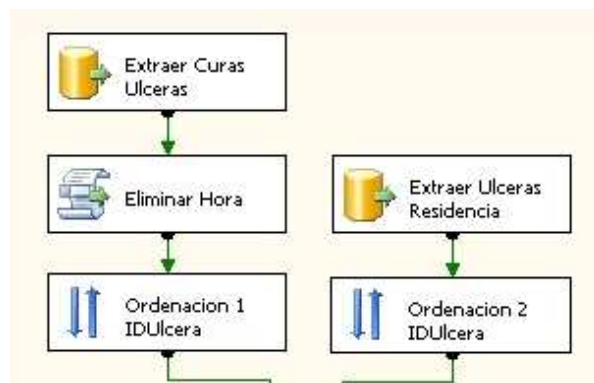 Extraer Curas
Ulceras
Eliminar Hora
Extraer Ulceras
Residencia
Ordenacion 1
IDUlcera
Ordenacion 2
IDUlcera